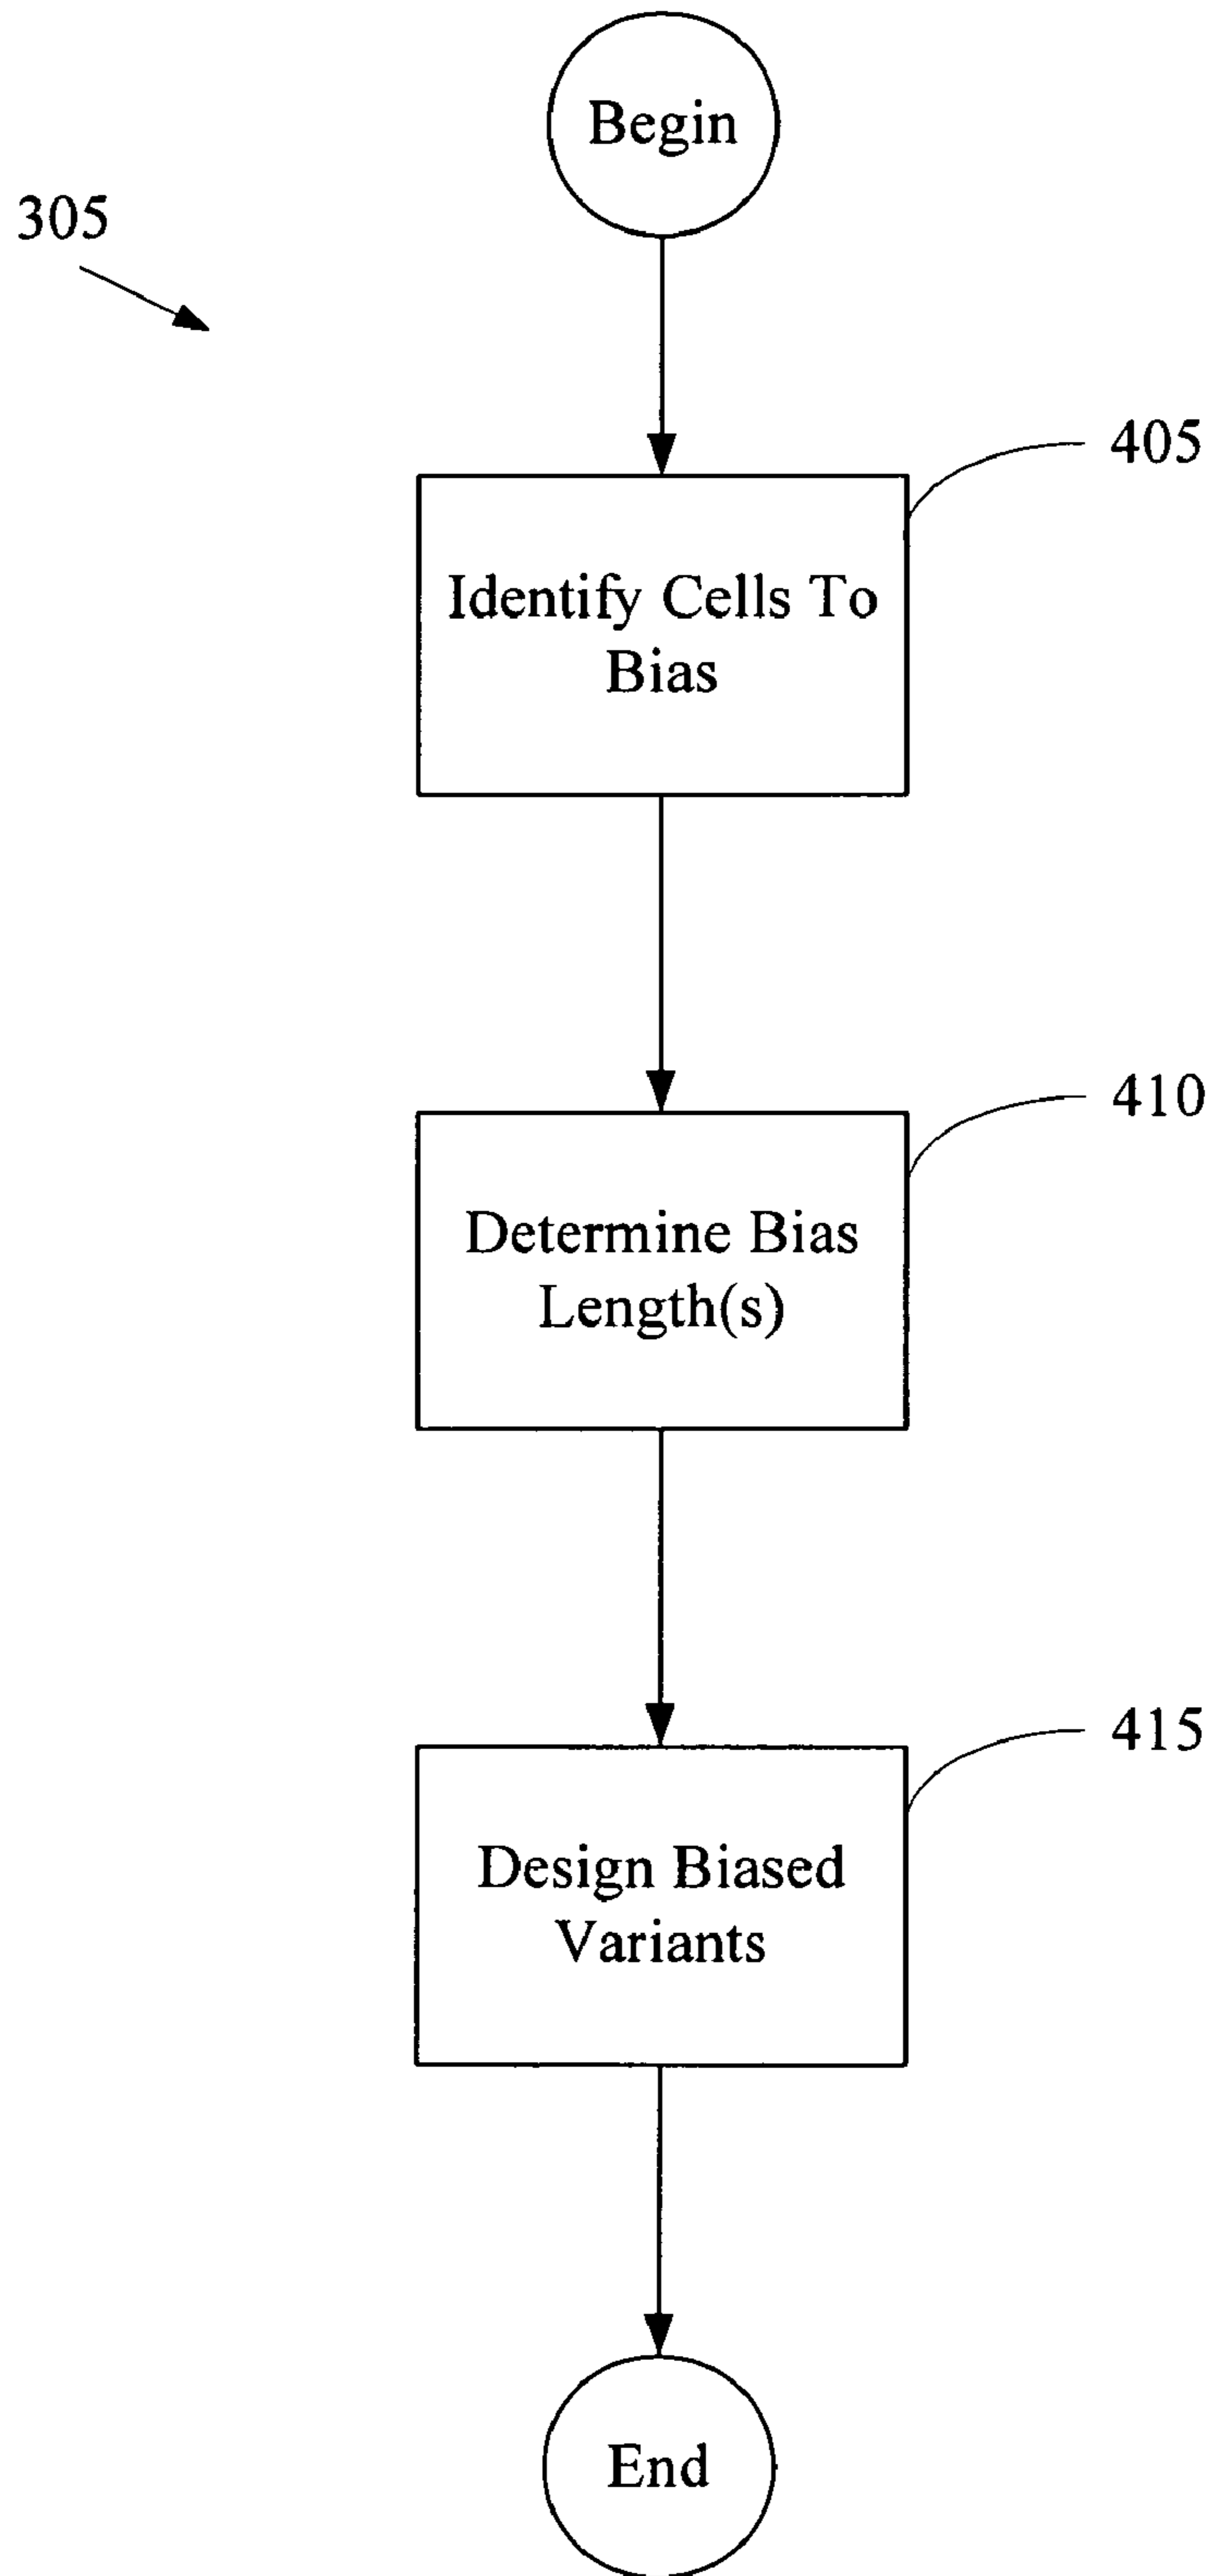 Begin
305
405
Identify Cells To
Bias
410
Determine Bias
Length(s)
415
Design Biased
Variants
End